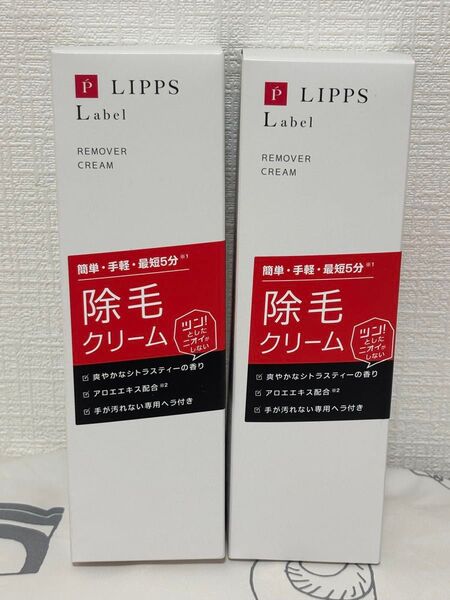 P LIPPS
Label
REMOVER
CREAM
簡単・手軽・最短5分※1
除毛
クリーム
ツン!
とした
ニオイが
しない
爽やかなシトラスティーの香り
アロエエキス配合※2
手が汚れない専用ヘラ付き
P LIPPS
Label
REMOVER
CREAM
簡単・手軽・最短5分※1
除毛
クリーム
ツン!
とした
ニオイが
しない
爽やかなシトラスティーの香り
アロエエキス配合※2
手が汚れない専用ヘラ付き